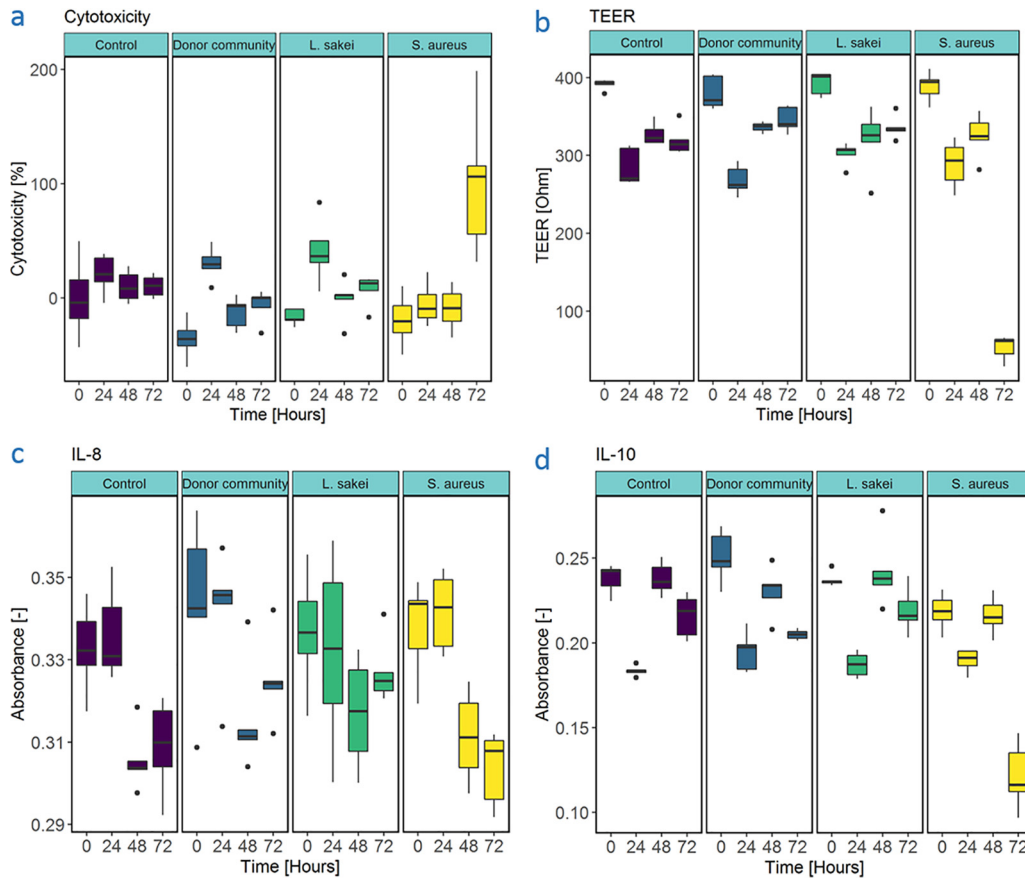 a Cytotoxicity
Control Donor community L. sakei S. aureus
Cytotoxicity [%]
200
100
0
0 24 48 72 0 24 48 72 0 24 48 72 0 24 48 72
Time [Hours]
b TEER
Control Donor community L. sakei S. aureus
TEER [Ohm]
400
300
200
100
0 24 48 72 0 24 48 72 0 24 48 72 0 24 48 72
Time [Hours]
c IL-8
Control Donor community L. sakei S. aureus
Absorbance [-]
0.35
0.33
0.31
0.29
0 24 48 72 0 24 48 72 0 24 48 72 0 24 48 72
Time [Hours]
d IL-10
Control Donor community L. sakei S. aureus
Absorbance [-]
0.25
0.20
0.15
0.10
0 24 48 72 0 24 48 72 0 24 48 72 0 24 48 72
Time [Hours]